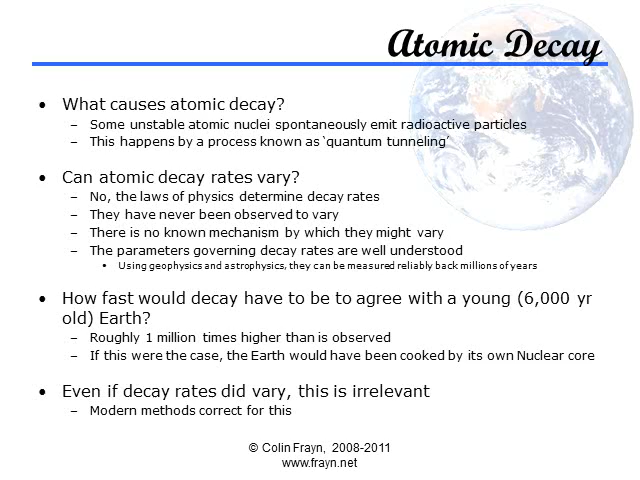 Atomic Decay
• What causes atomic decay?
– Some unstable atomic nuclei spontaneously emit radioactive particles
– This happens by a process known as ‘quantum tunneling’
• Can atomic decay rates vary?
– No, the laws of physics determine decay rates
– They have never been observed to vary
– There is no known mechanism by which they might vary
– The parameters governing decay rates are well understood
• Using geophysics and astrophysics, they can be measured reliably back millions of years
• How fast would decay have to be to agree with a young (6,000 yr
old) Earth?
– Roughly 1 million times higher than is observed
– If this were the case, the Earth would have been cooked by its own Nuclear core
• Even if decay rates did vary, this is irrelevant
– Modern methods correct for this
© Colin Frayn, 2008-2011
www.frayn.net